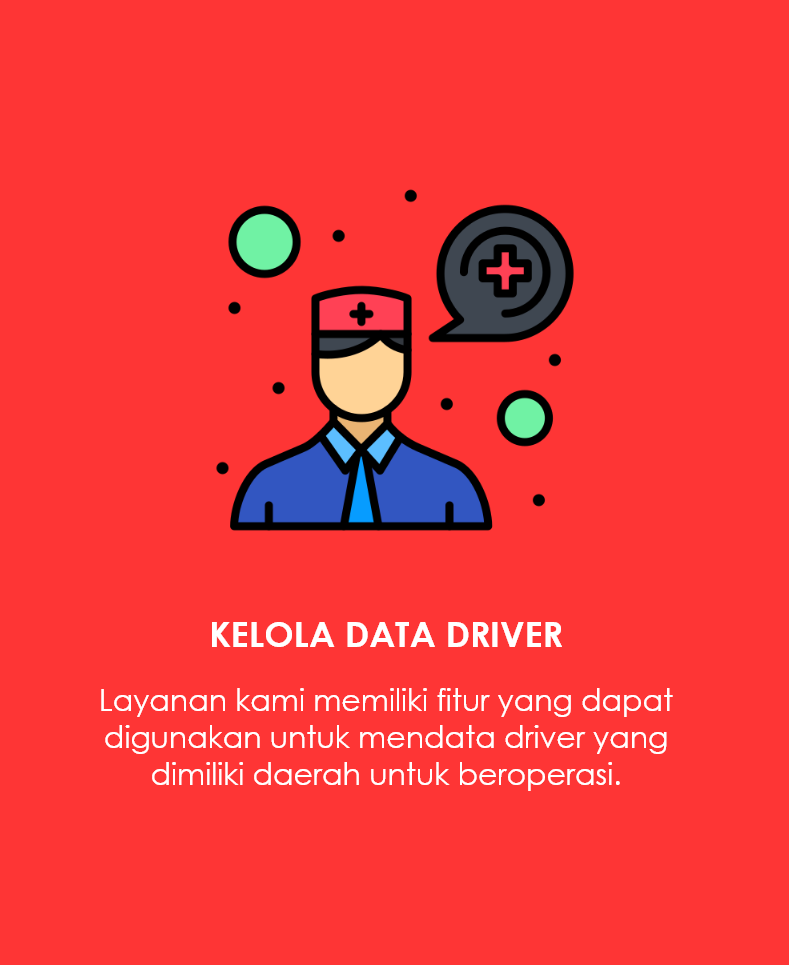 KELOLA DATA DRIVER
Layanan kami memiliki fitur yang dapat
digunakan untuk mendata driver yang
dimiliki daerah untuk beroperasi.